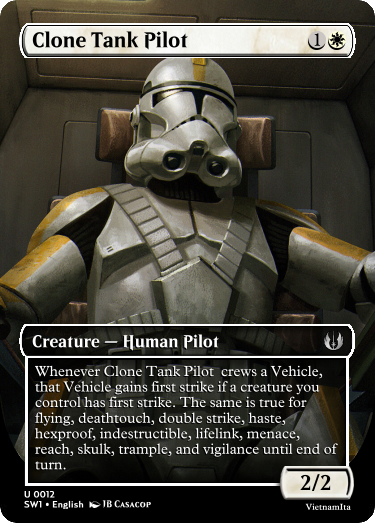 Clone Tank Pilot 1
Creature — Human Pilot
Whenever Clone Tank Pilot crews a Vehicle,
that Vehicle gains first strike if a creature you
control has first strike. The same is true for
flying, deathtouch, double strike, haste,
hexproof, indestructible, lifelink, menace,
reach, skulk, trample, and vigilance until end of
turn.
2/2
U 0012
SW1 • English JB Casacop
VietnamIta